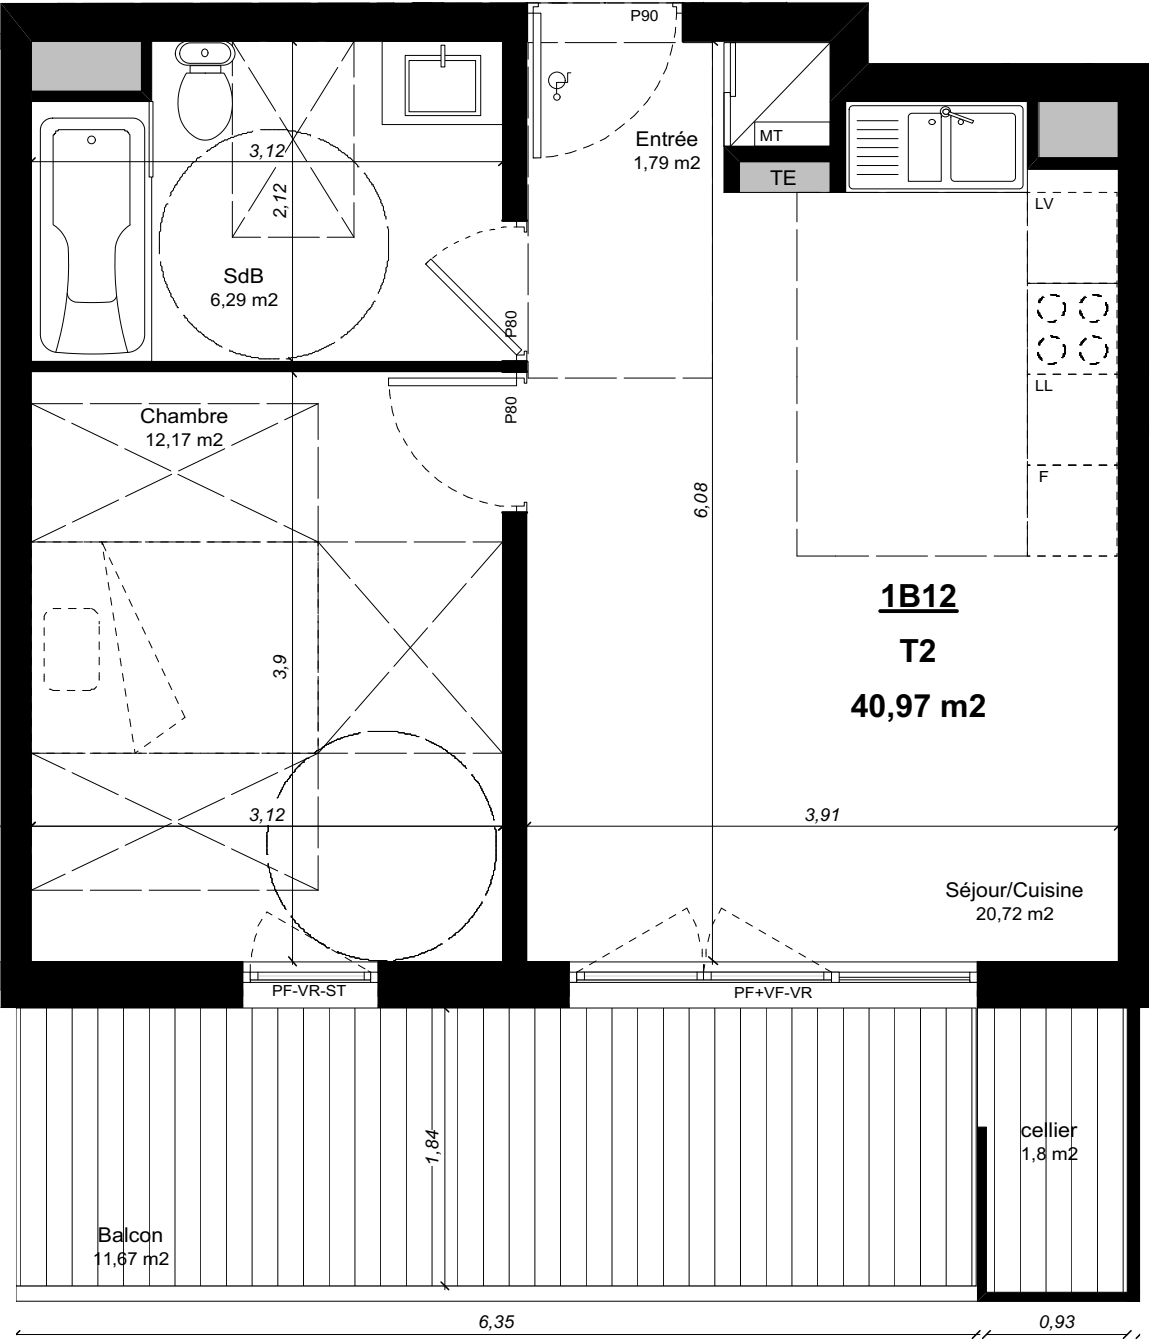 P90
Entrée
1,79 m2
MT
TE
3,12
2,12
SdB
6,29 m2
P80
LV
LL
F
P80
Chambre
12,17 m2
6,08
3,9
1B12
T2
40,97 m2
3,12
3,91
Séjour/Cuisine
20,72 m2
PF-VR-ST
PF+VF-VR
1,84
cellier
1,8 m2
Balcon
11,67 m2
6,35
0,93